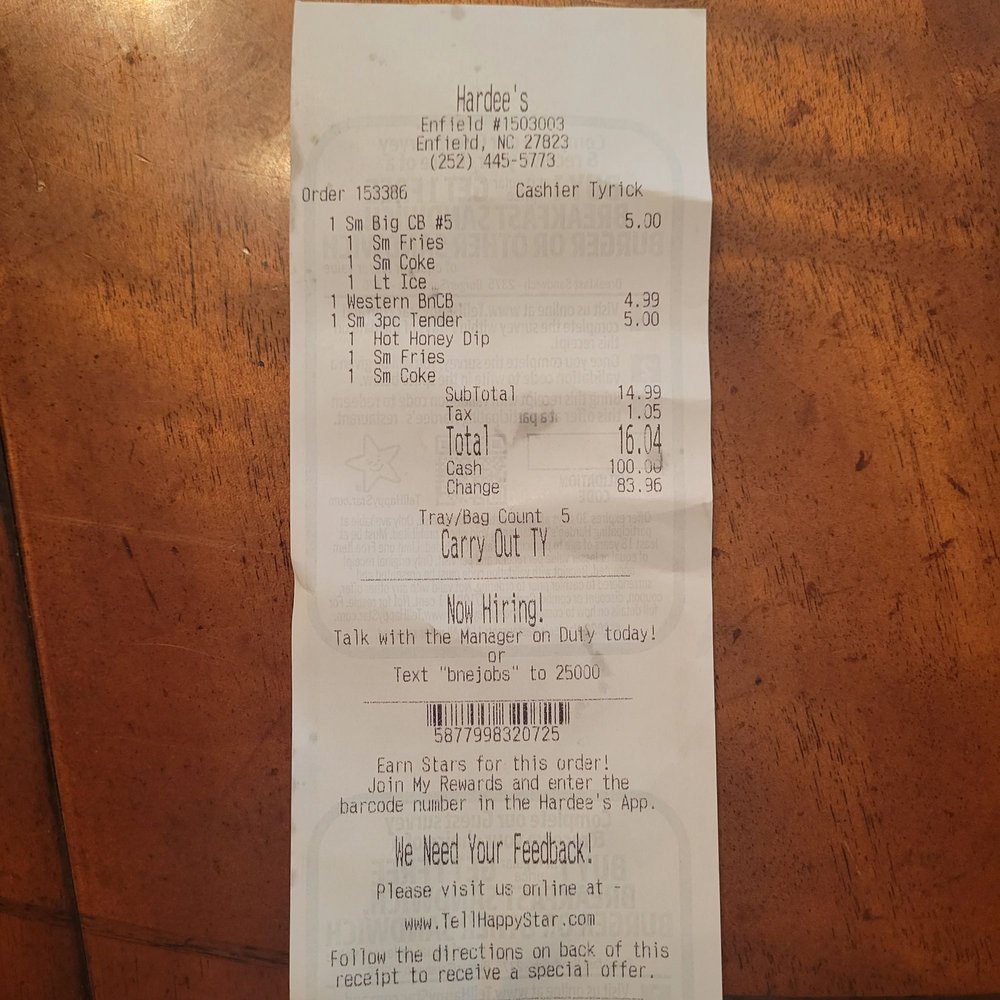 Hardee's
Enfield #1503003
Enfield, NC 27823
(252) 445-5773
Order 153386 Cashier Tyrick
1 Sm Big CB #5 5.00
1 Sm Fries
1 Sm Coke
1 Lt Ice
1 Western BnCB 4.99
1 Sm 3pc Tender 5.00
1 Hot Honey Dip
1 Sm Fries
1 Sm Coke
SubTotal 14.99
Tax 1.05
Total 16.04
Cash 100.00
Change 83.96
Tray/Bag Count 5
Carry Out TY
Now Hiring!
Talk with the Manager on Duty today!
or
Text "bnejobs" to 25000
5877998320725
Earn Stars for this order!
Join My Rewards and enter the
barcode number in the Hardee's App.
We Need Your Feedback!
Please visit us online at -
www.TellHappyStar.com
Follow the directions on back of this
receipt to receive a special offer.